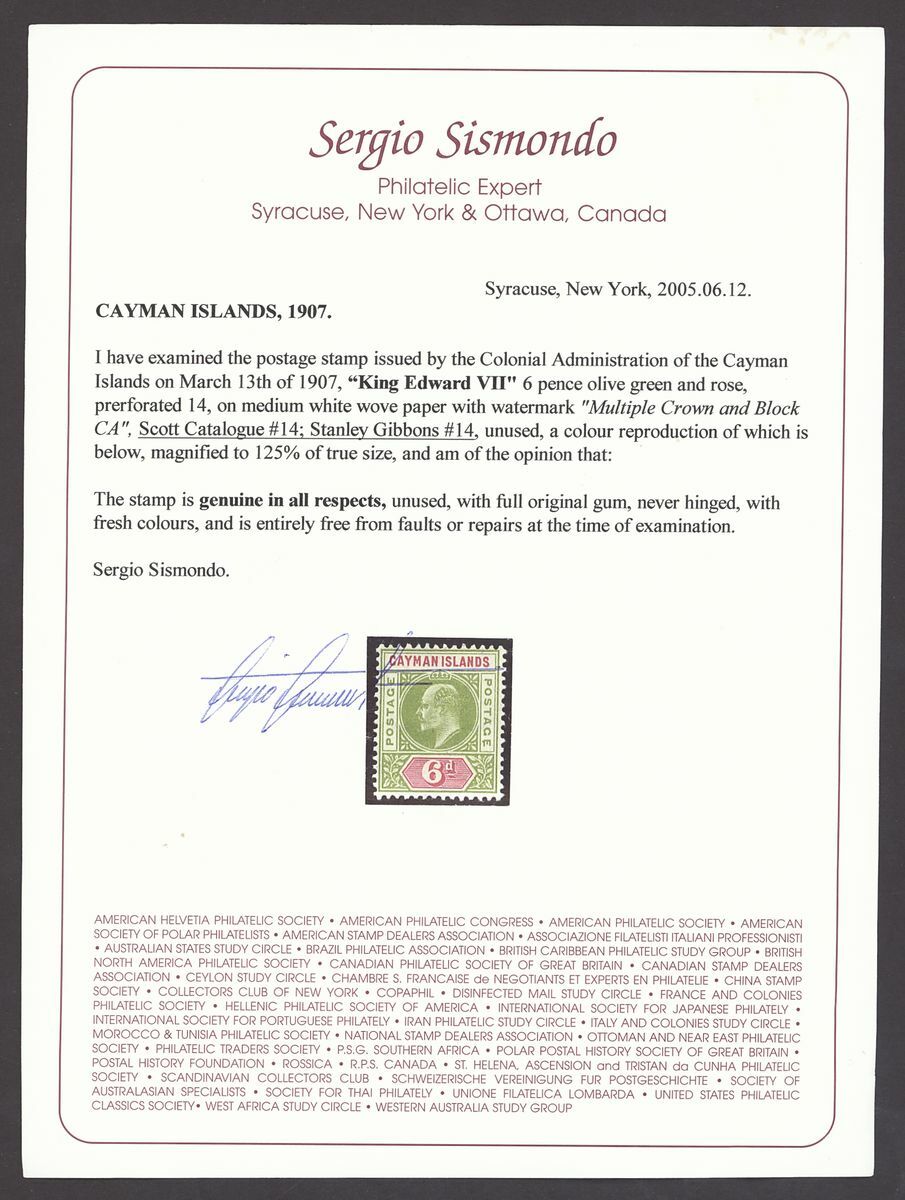 Sergio Sismondo
Philatelic Expert
Syracuse, New York & Ottawa, Canada
Syracuse, New York, 2005.06.12.
CAYMAN ISLANDS, 1907.
I have examined the postage stamp issued by the Colonial Administration of the Cayman
Islands on March 13th of 1907, “King Edward VII" 6 pence olive green and rose,
prerforated 14, on medium white wove paper with watermark "Multiple Crown and Block
CA", Scott Catalogue #14; Stanley Gibbons #14, unused, a colour reproduction of which is
below, magnified to 125% of true size, and am of the opinion that:
The stamp is genuine in all respects, unused, with full original gum, never hinged, with
fresh colours, and is entirely free from faults or repairs at the time of examination.
Sergio Sismondo.
Sergio Sismondo
CAYMAN ISLANDS
POSTAGE
POSTAGE
6d
AMERICAN HELVETIA PHILATELIC SOCIETY • AMERICAN PHILATELIC CONGRESS • AMERICAN PHILATELIC SOCIETY • AMERICAN
SOCIETY OF POLAR PHILATELISTS • AMERICAN STAMP DEALERS ASSOCIATION • ASSOCIAZIONE FILATELISTI ITALIANI PROFESSIONISTI
• AUSTRALIAN STATES STUDY CIRCLE • BRAZIL PHILATELIC ASSOCIATION • BRITISH CARIBBEAN PHILATELIC STUDY GROUP • BRITISH
NORTH AMERICA PHILATELIC SOCIETY • CANADIAN PHILATELIC SOCIETY OF GREAT BRITAIN • CANADIAN STAMP DEALERS
ASSOCIATION • CEYLON STUDY CIRCLE • CHAMBRE S. FRANCAISE de NEGOTIANTS ET EXPERTS EN PHILATELIE • CHINA STAMP
SOCIETY • COLLECTORS CLUB OF NEW YORK • COPAPHIL • DISINFECTED MAIL STUDY CIRCLE • FRANCE AND COLONIES
PHILATELIC SOCIETY • HELLENIC PHILATELIC SOCIETY OF AMERICA • INTERNATIONAL SOCIETY FOR JAPANESE PHILATELY •
INTERNATIONAL SOCIETY FOR PORTUGUESE PHILATELY • IRAN PHILATELIC STUDY CIRCLE • ITALY AND COLONIES STUDY CIRCLE •
MOROCCO & TUNISIA PHILATELIC SOCIETY • NATIONAL STAMP DEALERS ASSOCIATION • OTTOMAN AND NEAR EAST PHILATELIC
SOCIETY • PHILATELIC TRADERS SOCIETY • P.S.G. SOUTHERN AFRICA • POLAR POSTAL HISTORY SOCIETY OF GREAT BRITAIN •
POSTAL HISTORY FOUNDATION • ROSSICA • R.P.S. CANADA • ST. HELENA, ASCENSION and TRISTAN da CUNHA PHILATELIC
SOCIETY • SCANDINAVIAN COLLECTORS CLUB • SCHWEIZERISCHE VEREINIGUNG FUR POSTGESCHICHTE • SOCIETY OF
AUSTRALASIAN SPECIALISTS • SOCIETY FOR THAI PHILATELY • UNIONE FILATELICA LOMBARDA • UNITED STATES PHILATELIC
CLASSICS SOCIETY• WEST AFRICA STUDY CIRCLE • WESTERN AUSTRALIA STUDY GROUP